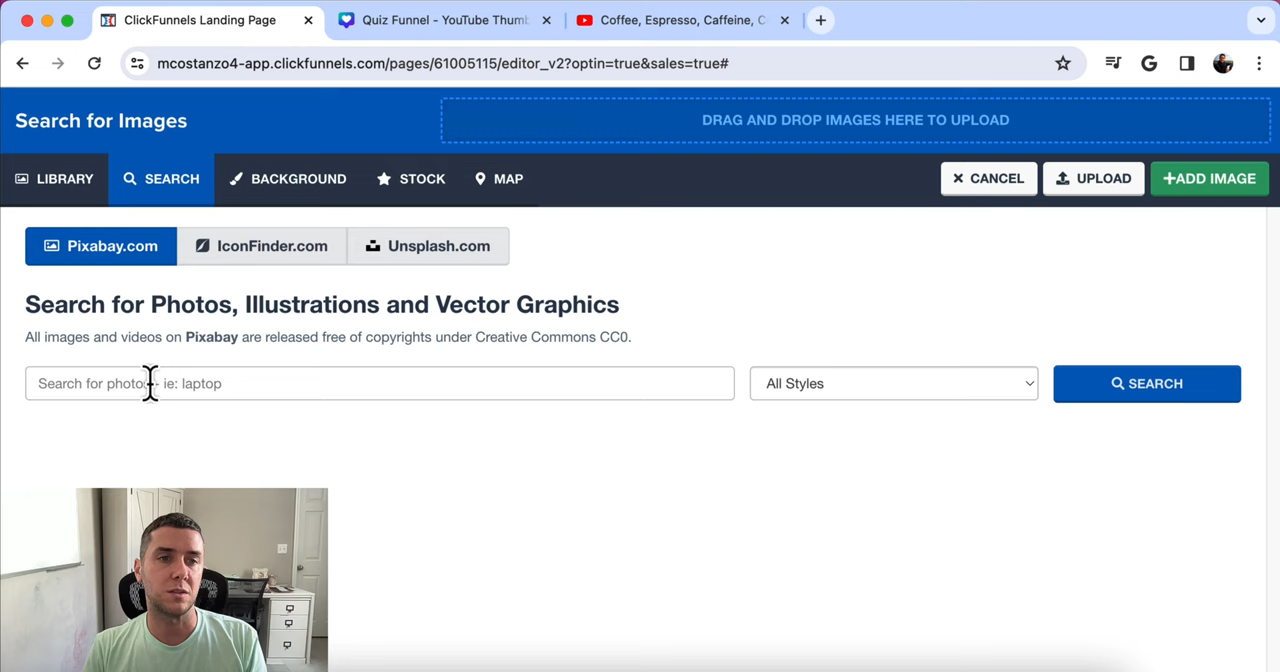 ClickFunnels Landing Page
Quiz Funnel - YouTube Thumb
Coffee, Espresso, Caffeine, C
mcostanzo4-app.clickfunnels.com/pages/61005115/editor_v2?optin=true&sales=true#
Search for Images
DRAG AND DROP IMAGES HERE TO UPLOAD
LIBRARY
SEARCH
BACKGROUND
STOCK
MAP
CANCEL
UPLOAD
+ADD IMAGE
Pixabay.com
IconFinder.com
Unsplash.com
Search for Photos, Illustrations and Vector Graphics
All images and videos on Pixabay are released free of copyrights under Creative Commons CC0.
Search for photos - ie: laptop
All Styles
SEARCH